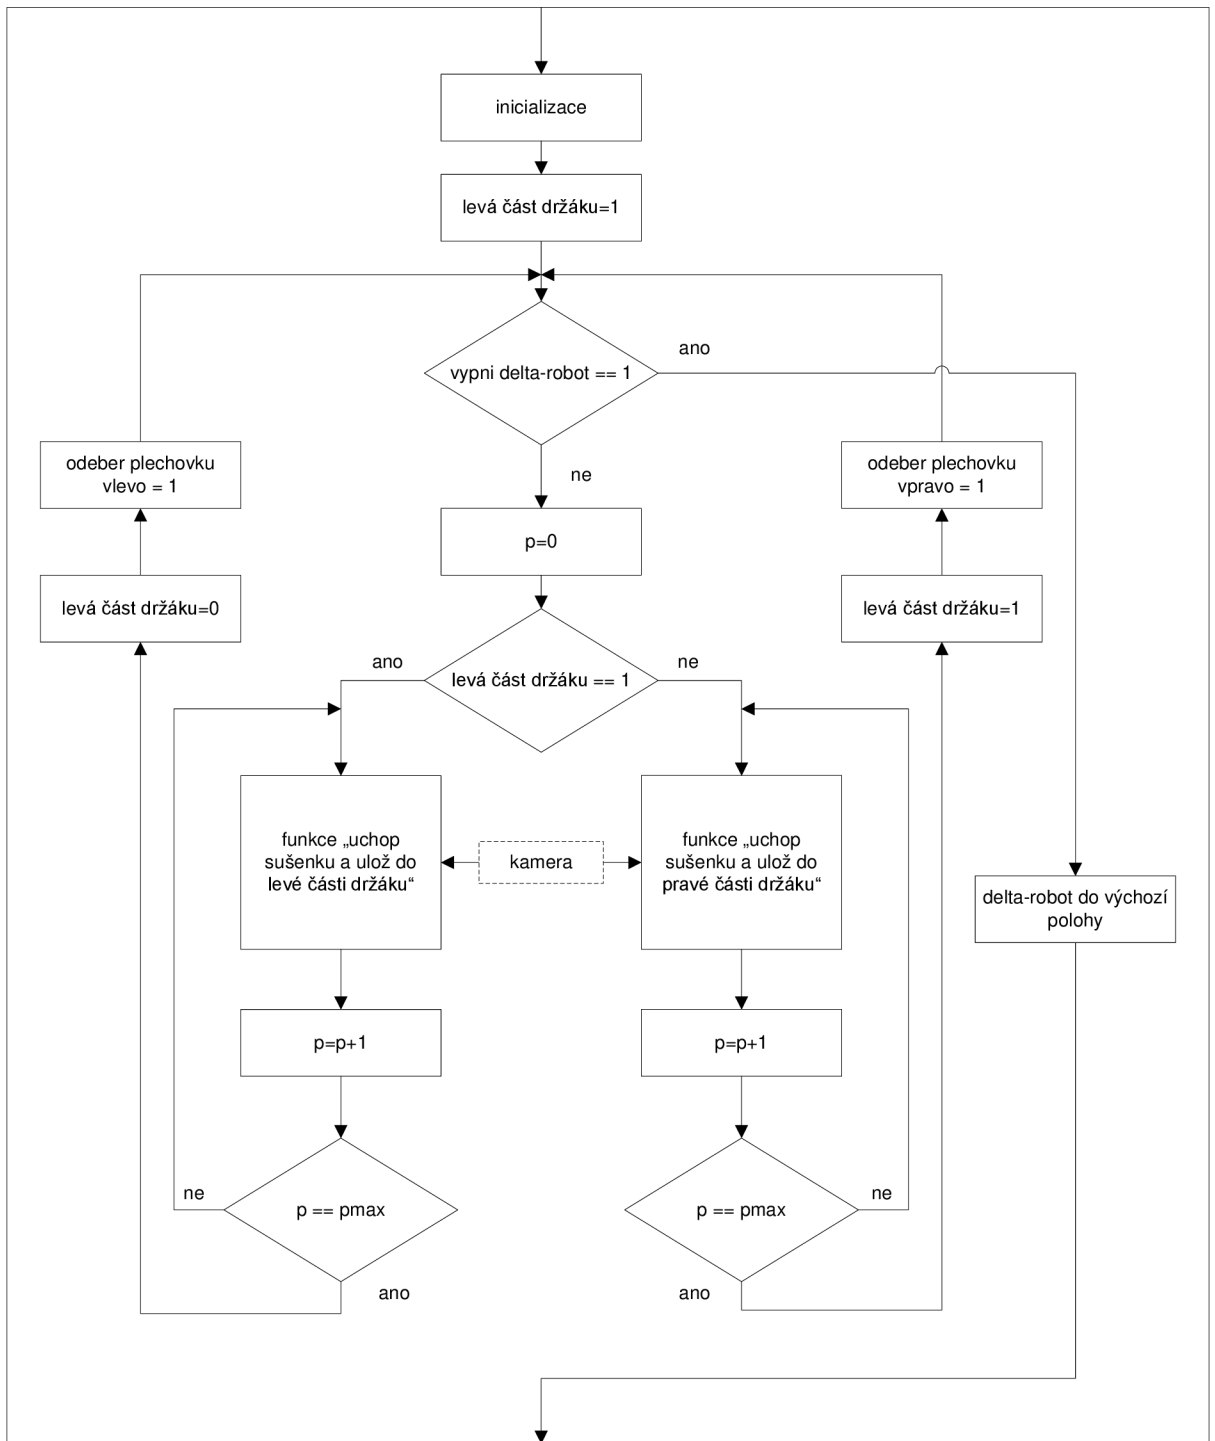 inicializace
levá část držáku=1
vypni delta-robot == 1
ano
ne
odeber plechovku
vlevo = 1
odeber plechovku
vpravo = 1
p=0
levá část držáku=0
levá část držáku=1
ano
levá část držáku == 1
ne
funkce „uchop
sušenku a ulož do
levé části držáku“
kamera
funkce „uchop
sušenku a ulož do
pravé části držáku“
delta-robot do výchozí
polohy
p=p+1
p=p+1
ne
p == pmax
ano
p == pmax
ne
ano